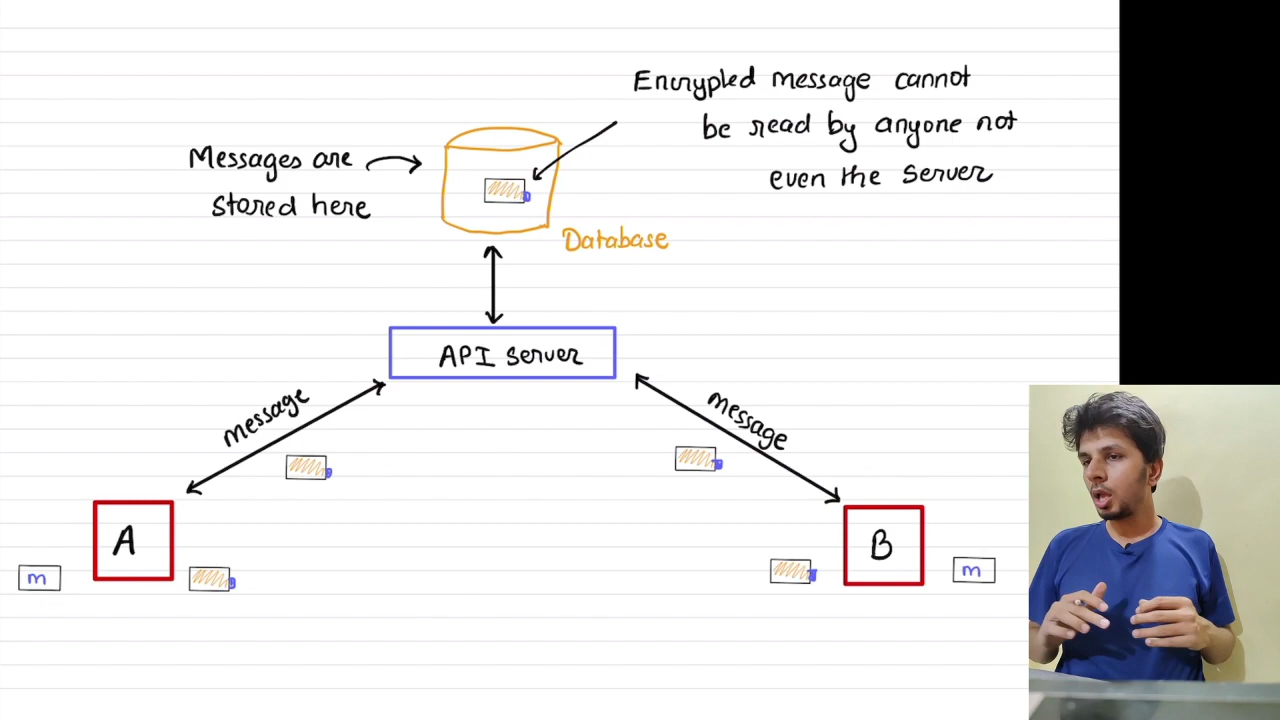 Encrypted message cannot
be read by anyone not
even the server
Messages are
stored here
Database
API server
message
message
A
B
m
m